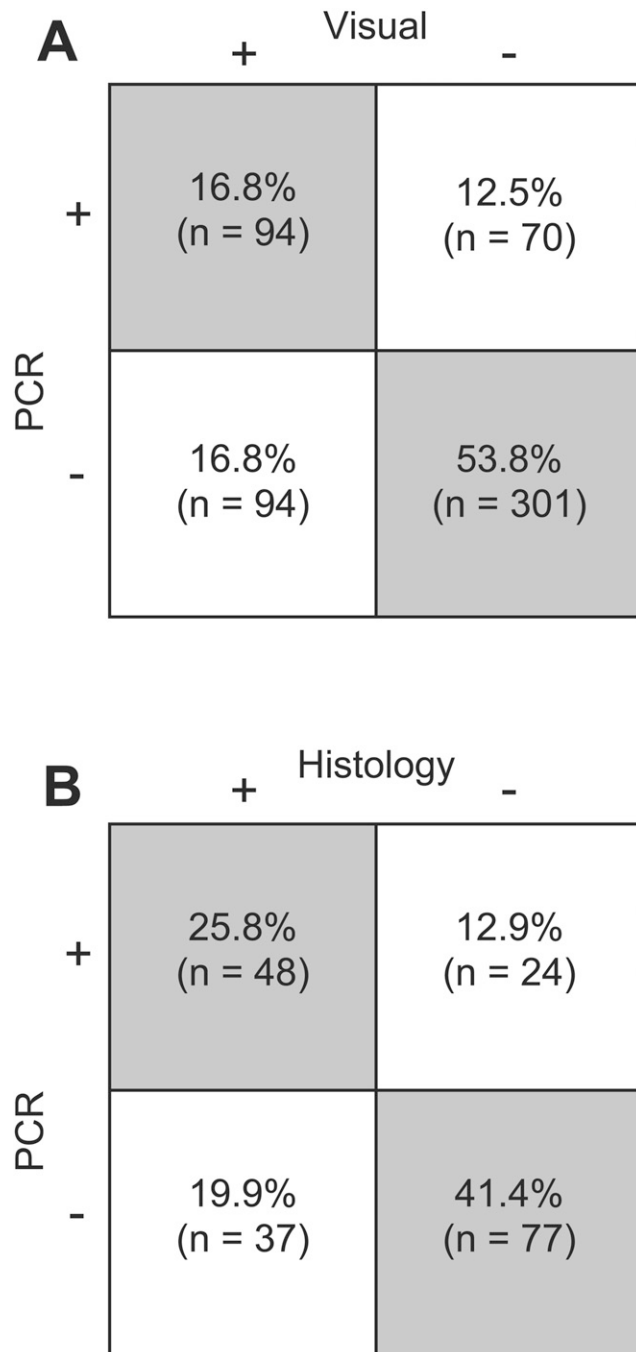 A
Visual
+ -
PCR
+
16.8% 12.5%
(n = 94) (n = 70)
-
16.8% 53.8%
(n = 94) (n = 301)
B
Histology
+ -
PCR
+
25.8% 12.9%
(n = 48) (n = 24)
-
19.9% 41.4%
(n = 37) (n = 77)